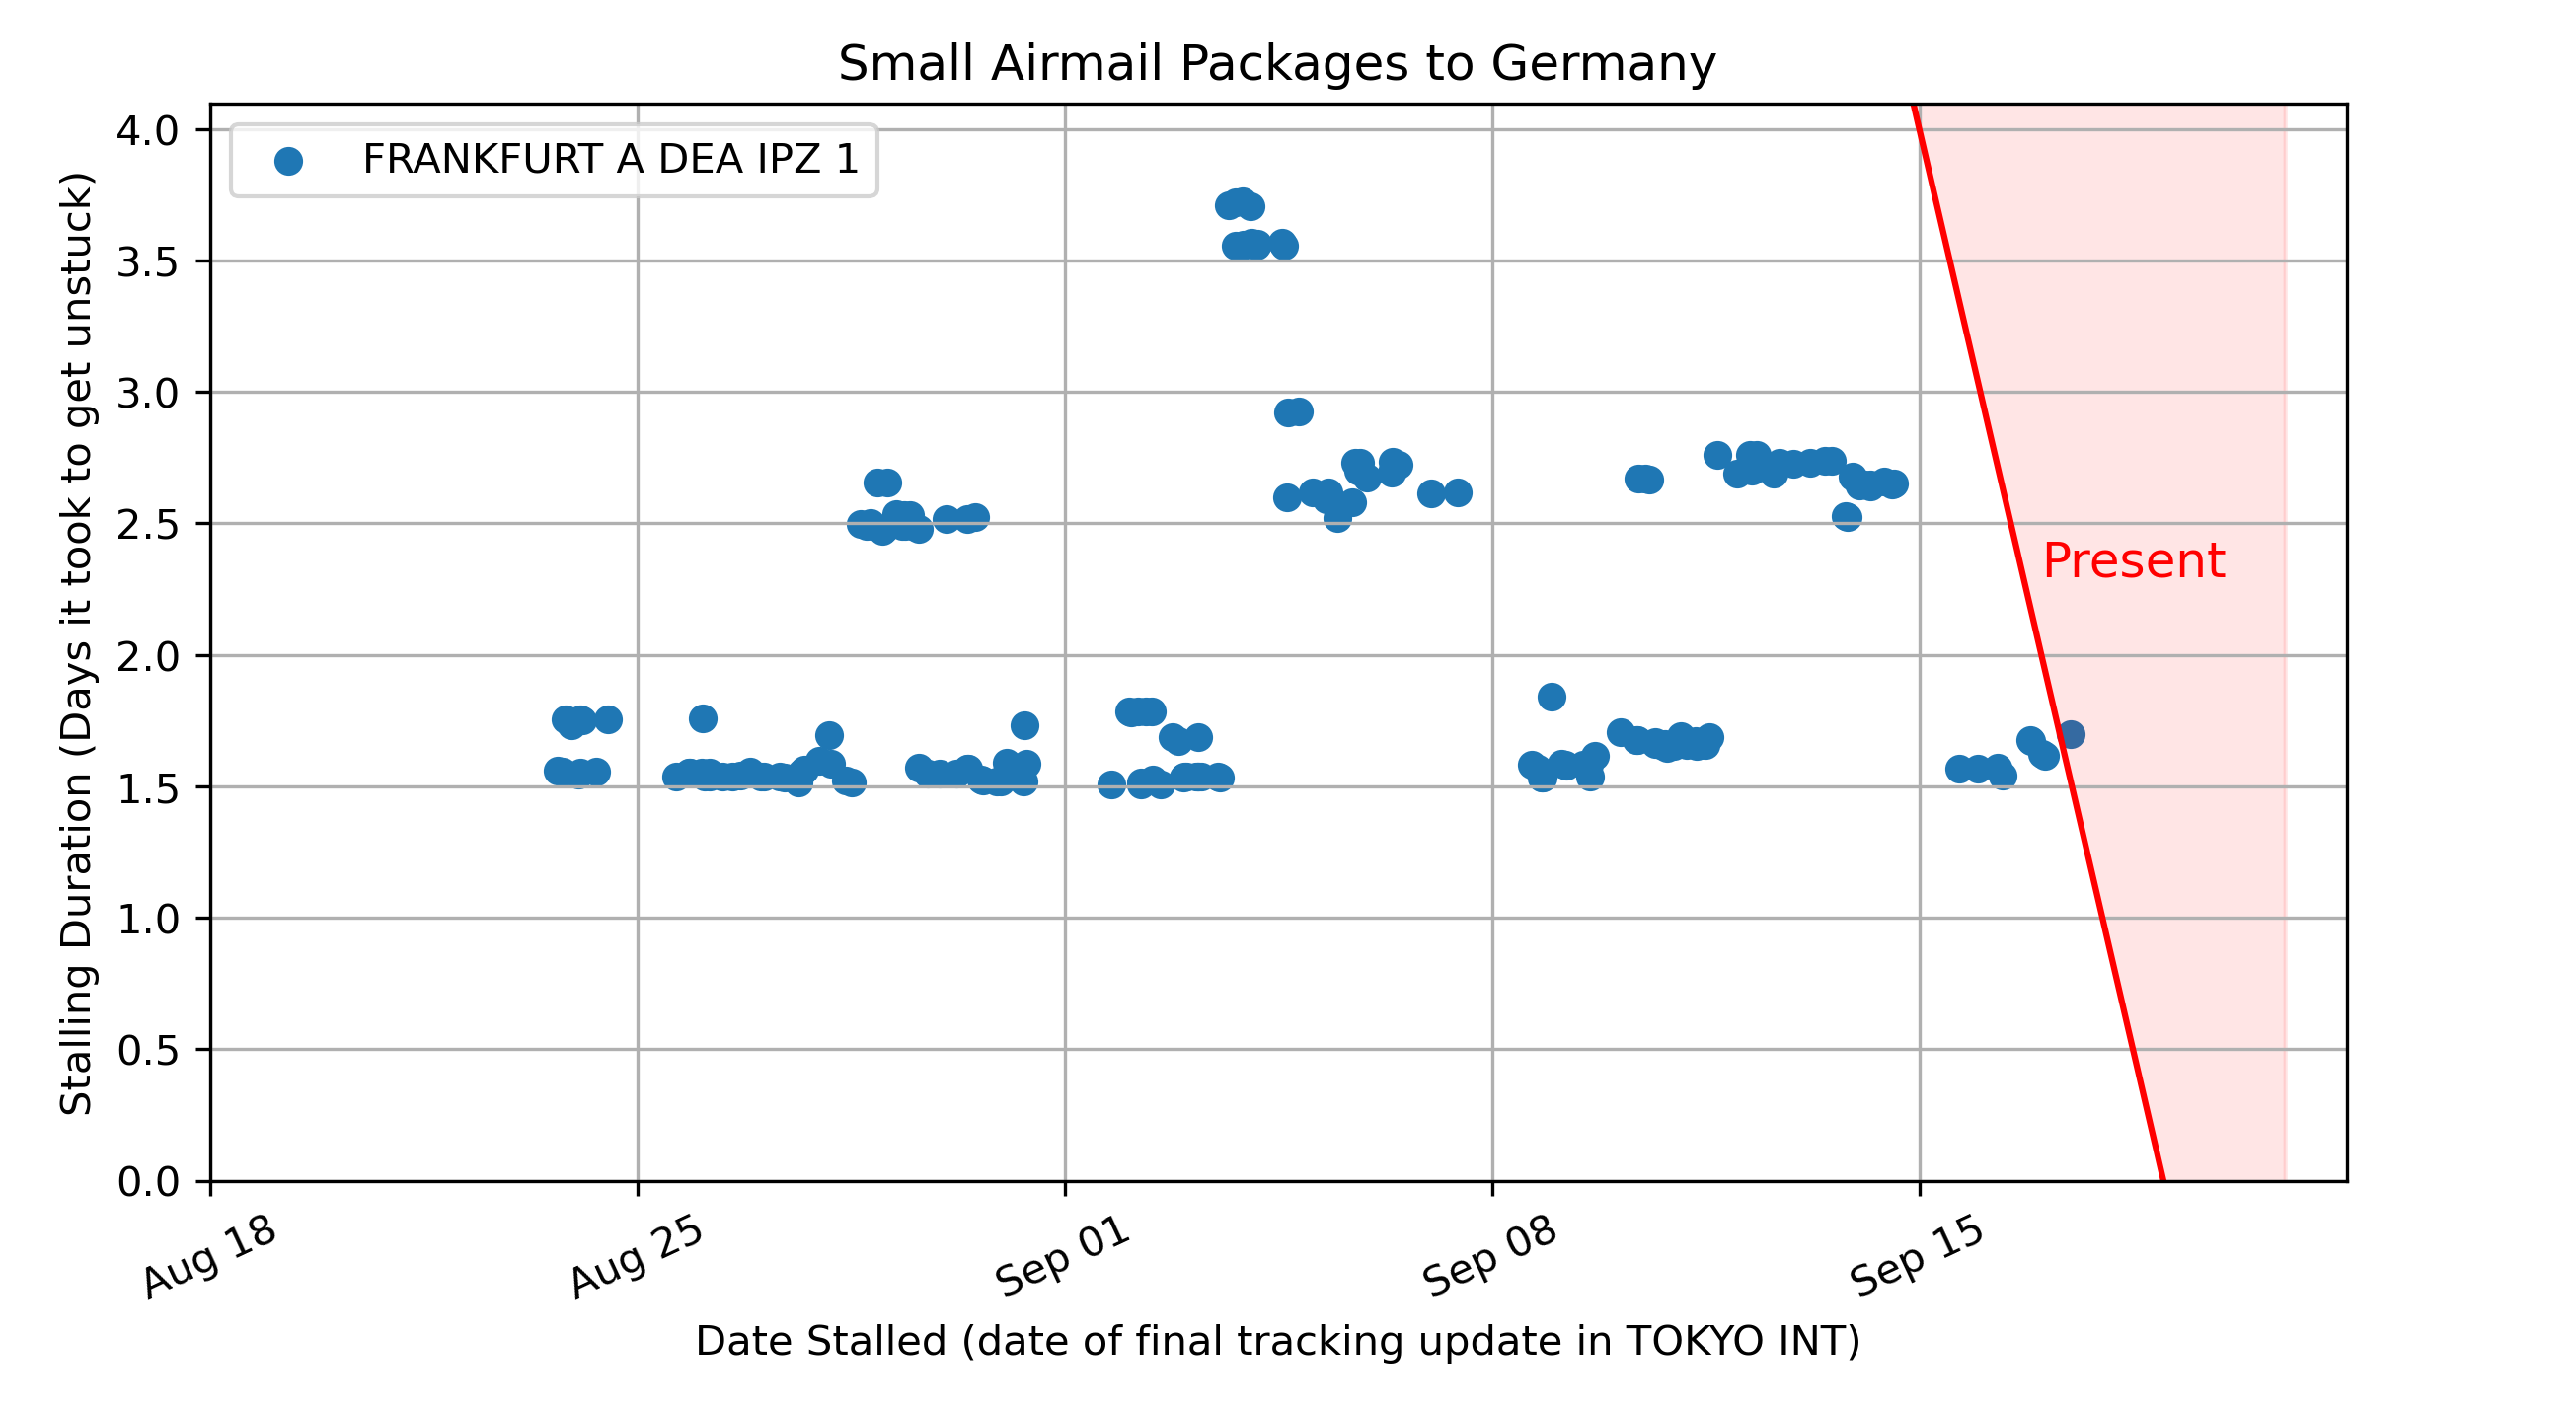 Small Airmail Packages to Germany
FRANKFURT A DEA IPZ 1
Stalling Duration (Days it took to get unstuck)
4.0
3.5
3.0
2.5
2.0
1.5
1.0
0.5
0.0
Present
Aug 18
Aug 25
Sep 01
Sep 08
Sep 15
Date Stalled (date of final tracking update in TOKYO INT)